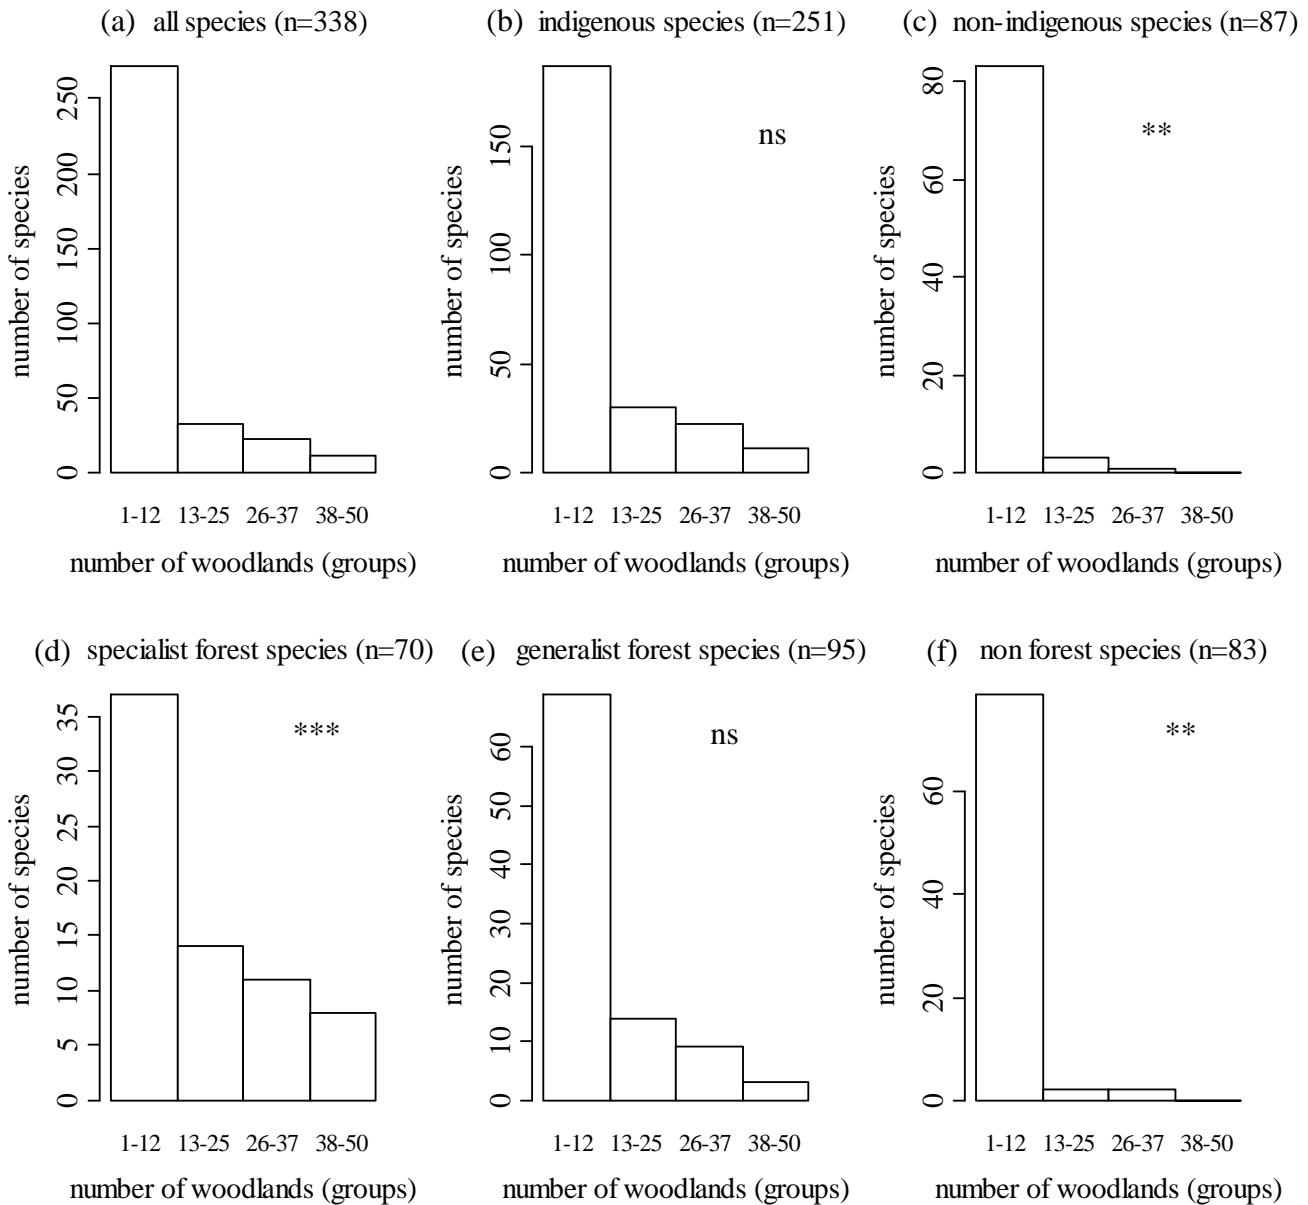 (a) all species (n=338)
number of species
0 50 100 150 200 250
1-12 13-25 26-37 38-50
number of woodlands (groups)
(b) indigenous species (n=251)
ns
number of species
0 50 100 150
1-12 13-25 26-37 38-50
number of woodlands (groups)
(c) non-indigenous species (n=87)
**
number of species
0 20 40 60 80
1-12 13-25 26-37 38-50
number of woodlands (groups)
(d) specialist forest species (n=70)
***
number of species
0 5 10 15 20 25 30 35
1-12 13-25 26-37 38-50
number of woodlands (groups)
(e) generalist forest species (n=95)
ns
number of species
0 10 20 30 40 50 60
1-12 13-25 26-37 38-50
number of woodlands (groups)
(f) non forest species (n=83)
**
number of species
0 20 40 60
1-12 13-25 26-37 38-50
number of woodlands (groups)